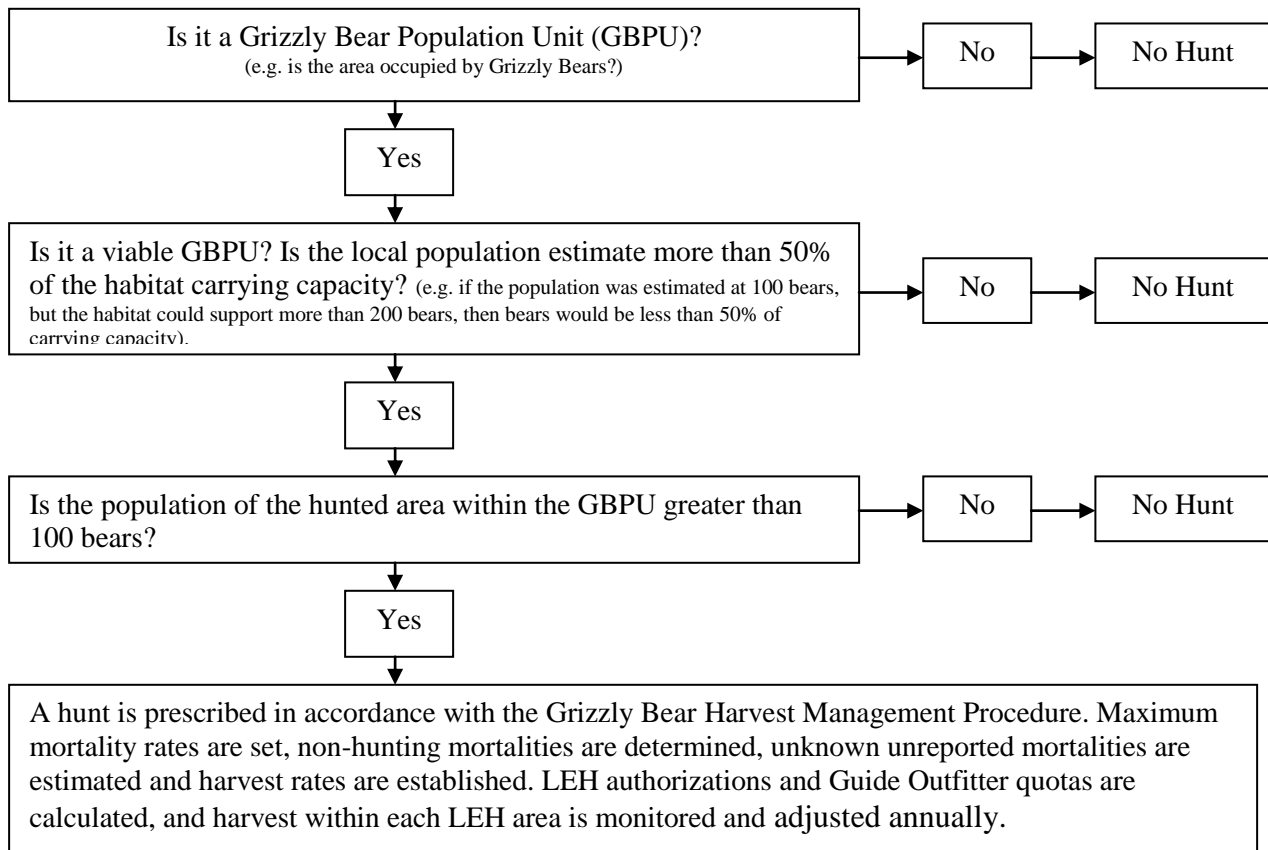 Is it a Grizzly Bear Population Unit (GBPU)?
(e.g. is the area occupied by Grizzly Bears?)
No
No Hunt
Yes
Is it a viable GBPU? Is the local population estimate more than 50%
of the habitat carrying capacity? (e.g. if the population was estimated at 100 bears,
but the habitat could support more than 200 bears, then bears would be less than 50% of
carrying capacity).
No
No Hunt
Yes
Is the population of the hunted area within the GBPU greater than
100 bears?
No
No Hunt
Yes
A hunt is prescribed in accordance with the Grizzly Bear Harvest Management Procedure. Maximum
mortality rates are set, non-hunting mortalities are determined, unknown unreported mortalities are
estimated and harvest rates are established. LEH authorizations and Guide Outfitter quotas are
calculated, and harvest within each LEH area is monitored and adjusted annually.